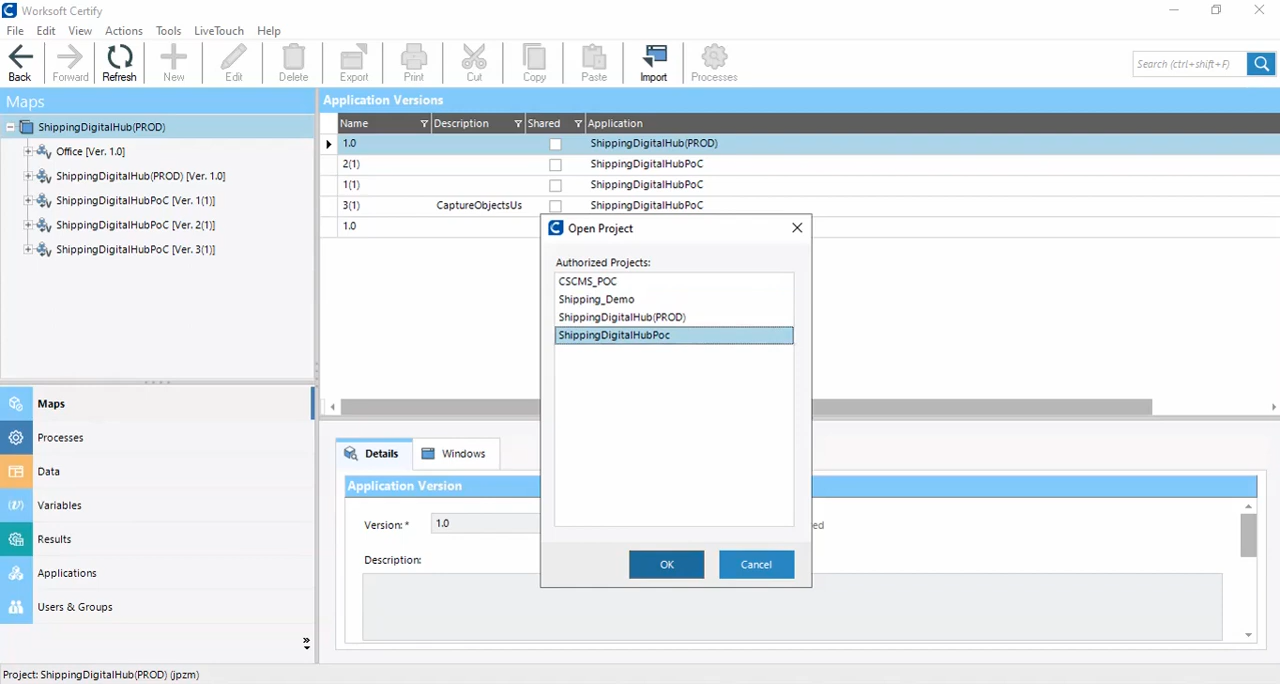 Worksoft Certify
File Edit View Actions Tools LiveTouch Help
Back Forward Refresh New Edit Delete Export Print Cut Copy Paste Import Processes Search (ctrl+shift+F)
Maps
ShippingDigitalHub(PROD)
Office [Ver. 1.0]
ShippingDigitalHub(PROD) [Ver. 1.0]
ShippingDigitalHubPoC [Ver. 1(1)]
ShippingDigitalHubPoC [Ver. 2(1)]
ShippingDigitalHubPoC [Ver. 3(1)]
Maps
Processes
Data
Variables
Results
Applications
Users & Groups
Application Versions
Name Description Shared Application
1.0 ShippingDigitalHub(PROD)
2(1) ShippingDigitalHubPoC
1(1) ShippingDigitalHubPoC
3(1) CaptureObjectsUs ShippingDigitalHubPoC
1.0
Open Project
Authorized Projects:
CSCMS_POC
Shipping_Demo
ShippingDigitalHub(PROD)
ShippingDigitalHubPoc
OK Cancel
Details Windows
Application Version
Version:* 1.0 ed
Description:
Project: ShippingDigitalHub(PROD) (jpzm)